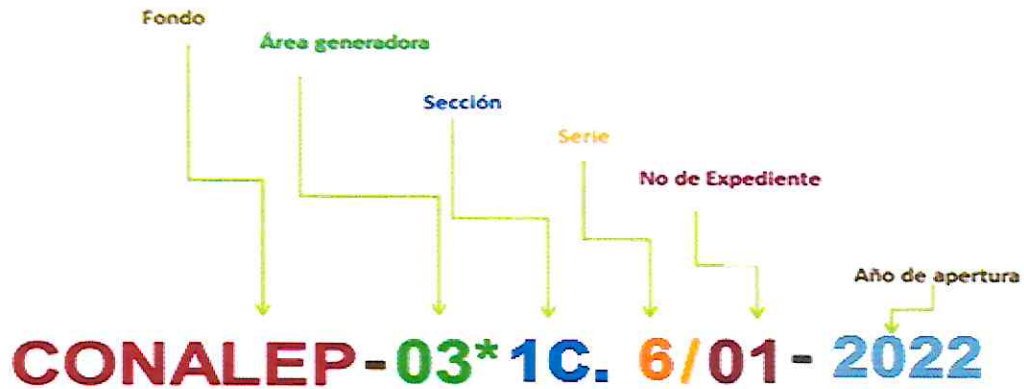 Fondo
Área generadora
Sección
Serie
No de Expediente
Año de apertura
CONALEP-03*1C. 6/01- 2022